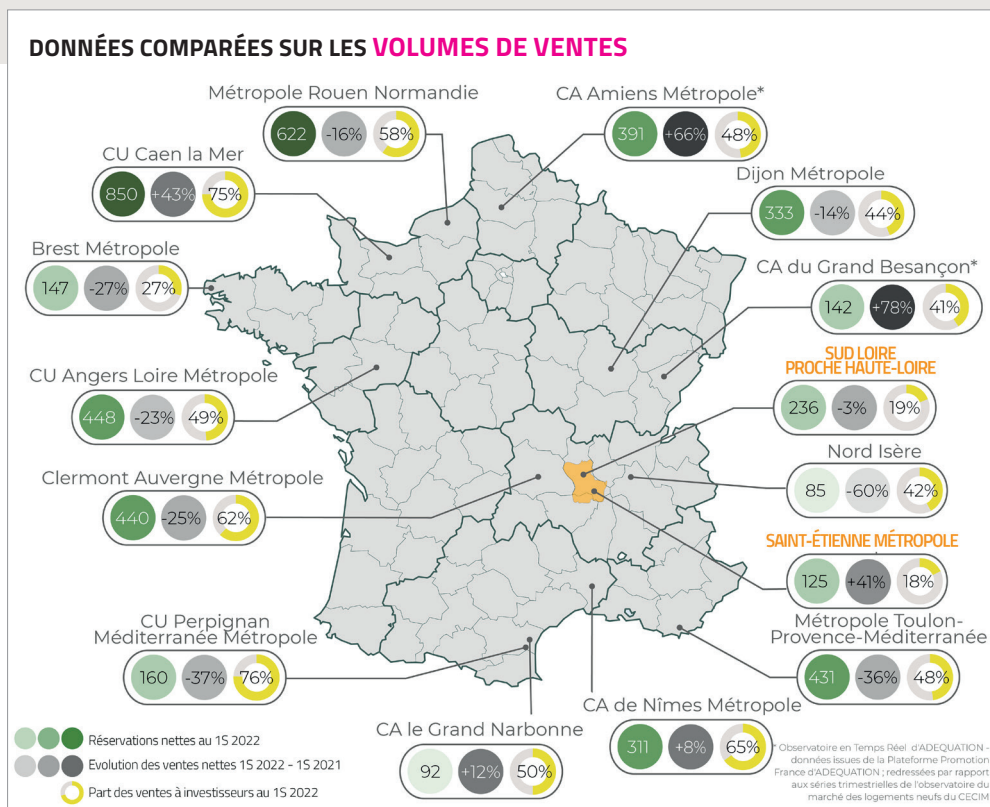 DONNÉES COMPARÉES SUR LES VOLUMES DE VENTES
Métropole Rouen Normandie
622 -16% 58%
CA Amiens Métropole*
391 +66% 48%
CU Caen la Mer
850 +43% 75%
Dijon Métropole
333 -14% 44%
Brest Métropole
147 -27% 27%
CA du Grand Besançon*
142 +78% 41%
SUD LOIRE
PROCHE HAUTE-LOIRE
236 -3% 19%
CU Angers Loire Métropole
448 -23% 49%
Nord Isère
85 -60% 42%
Clermont Auvergne Métropole
440 -25% 62%
SAINT-ÉTIENNE MÉTROPOLE
125 +41% 18%
CU Perpignan
Méditerranée Métropole
160 -37% 76%
Métropole Toulon-
Provence-Méditerranée
431 -36% 48%
CA le Grand Narbonne
92 +12% 50%
CA de Nîmes Métropole
311 +8% 65%
Réservations nettes au 1S 2022
Evolution des ventes nettes 1S 2022 - 1S 2021
Part des ventes à investisseurs au 1S 2022
* Observatoire en Temps Réel d'ADEQUATION -
données issues de la Plateforme Promotion
France d'ADEQUATION ; redressées par rapport
aux séries trimestrielles de l'observatoire du
marché des logements neufs du CECIM